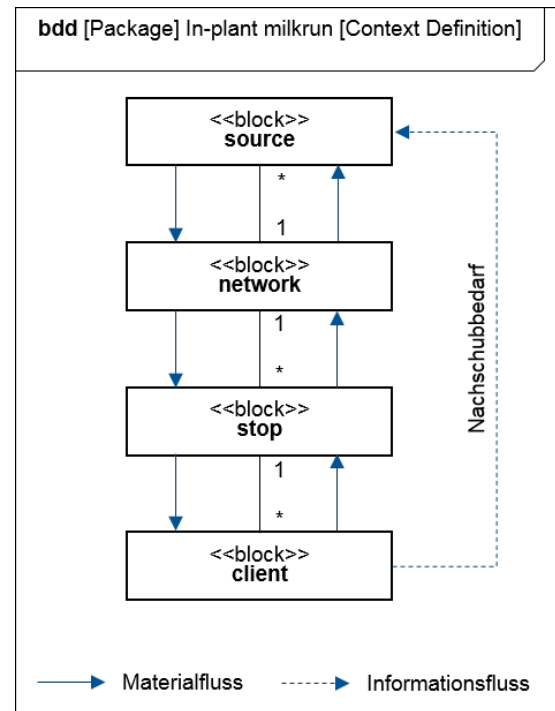 bdd [Package] In-plant milkrun [Context Definition]
<<block>>
source
*
1
<<block>>
network
1
*
<<block>>
stop
1
*
<<block>>
client
Nachschubbedarf
Materialfluss
Informationsfluss